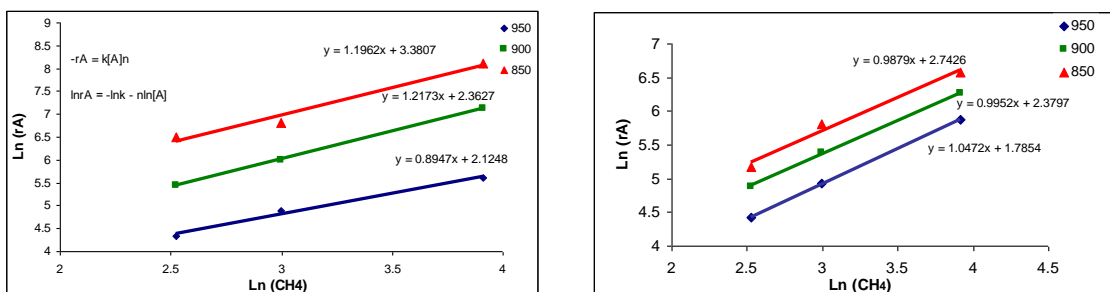 9
8.5
8
7.5
7
6.5
6
5.5
5
4.5
4
Ln (rA)
-rA = k[A]n
lnrA = -lnk - nln[A]
y = 1.1962x + 3.3807
y = 1.2173x + 2.3627
y = 0.8947x + 2.1248
950
900
850
2 2.5 3 3.5 4
Ln (CH4)
7
6.5
6
5.5
5
4.5
4
Ln (rA)
y = 0.9879x + 2.7426
y = 0.9952x + 2.3797
y = 1.0472x + 1.7854
950
900
850
2 2.5 3 3.5 4 4.5
Ln (CH4)